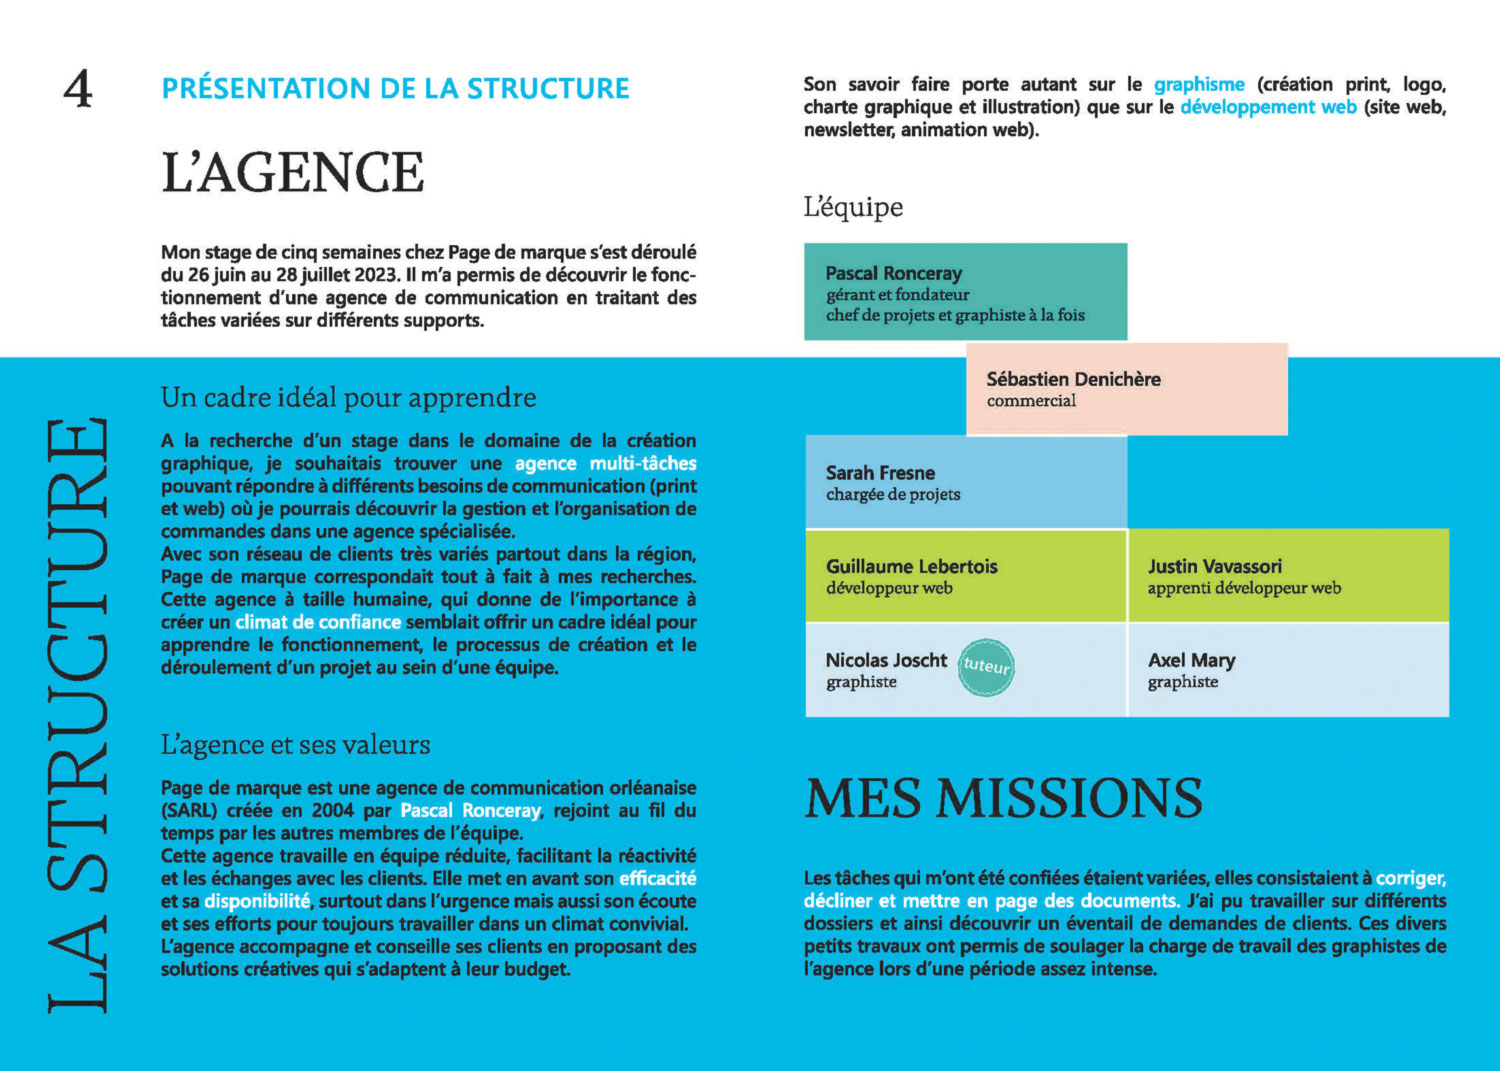 4
PRÉSENTATION DE LA STRUCTURE
L’AGENCE
Mon stage de cinq semaines chez Page de marque s’est déroulé
du 26 juin au 28 juillet 2023. Il m’a permis de découvrir le fonc-
tionnement d’une agence de communication en traitant des
tâches variées sur différents supports.
LA STRUCTURE
Un cadre idéal pour apprendre
A la recherche d’un stage dans le domaine de la création
graphique, je souhaitais trouver une agence multi-tâches
pouvant répondre à différents besoins de communication (print
et web) où je pourrais découvrir la gestion et l’organisation de
commandes dans une agence spécialisée.
Avec son réseau de clients très variés partout dans la région,
Page de marque correspondait tout à fait à mes recherches.
Cette agence à taille humaine, qui donne de l’importance à
créer un climat de confiance semblait offrir un cadre idéal pour
apprendre le fonctionnement, le processus de création et le
déroulement d’un projet au sein d’une équipe.
L’agence et ses valeurs
Page de marque est une agence de communication orléanaise
(SARL) créée en 2004 par Pascal Ronceray, rejoint au fil du
temps par les autres membres de l’équipe.
Cette agence travaille en équipe réduite, facilitant la réactivité
et les échanges avec les clients. Elle met en avant son efficacité
et sa disponibilité, surtout dans l’urgence mais aussi son écoute
et ses efforts pour toujours travailler dans un climat convivial.
L’agence accompagne et conseille ses clients en proposant des
solutions créatives qui s’adaptent à leur budget.
Son savoir faire porte autant sur le graphisme (création print, logo,
charte graphique et illustration) que sur le développement web (site web,
newsletter, animation web).
L’équipe
Pascal Ronceray
gérant et fondateur
chef de projets et graphiste à la fois
Sébastien Denichère
commercial
Sarah Fresne
chargée de projets
Guillaume Lebertois
développeur web
Justin Vavassori
apprenti développeur web
Nicolas Joscht
graphiste
tuteur
Axel Mary
graphiste
MES MISSIONS
Les tâches qui m’ont été confiées étaient variées, elles consistaient à corriger,
décliner et mettre en page des documents. J’ai pu travailler sur différents
dossiers et ainsi découvrir un éventail de demandes de clients. Ces divers
petits travaux ont permis de soulager la charge de travail des graphistes de
l’agence lors d’une période assez intense.